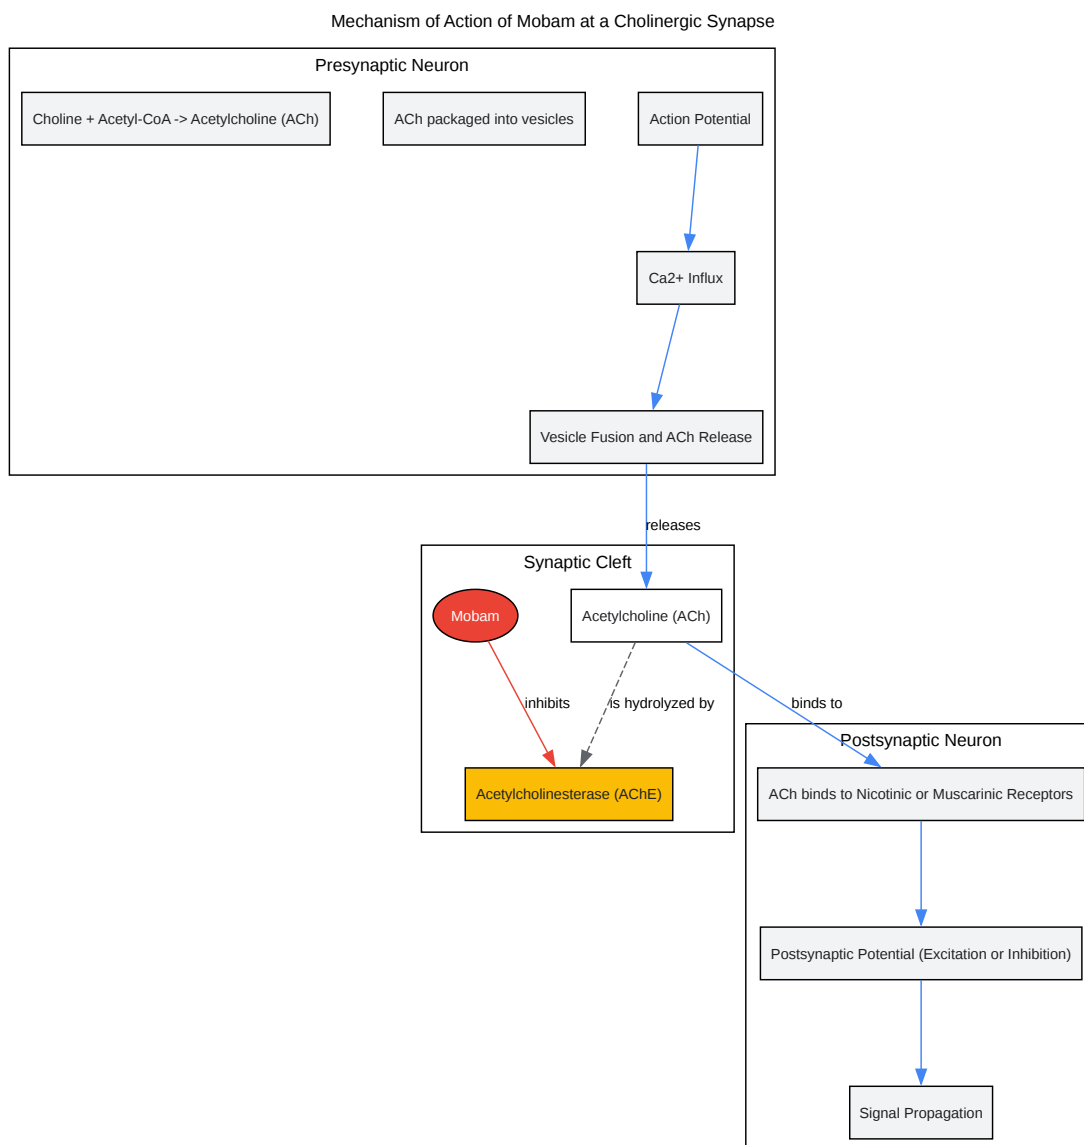 Mechanism of Action of Mobam at a Cholinergic Synapse
Presynaptic Neuron
Choline + Acetyl-CoA -> Acetylcholine (ACh)
ACh packaged into vesicles
Action Potential
Ca2+ Influx
Vesicle Fusion and ACh Release
releases
Synaptic Cleft
Mobam
Acetylcholine (ACh)
inhibits
is hydrolyzed by
binds to
Acetylcholinesterase (AChE)
Postsynaptic Neuron
ACh binds to Nicotinic or Muscarinic Receptors
Postsynaptic Potential (Excitation or Inhibition)
Signal Propagation